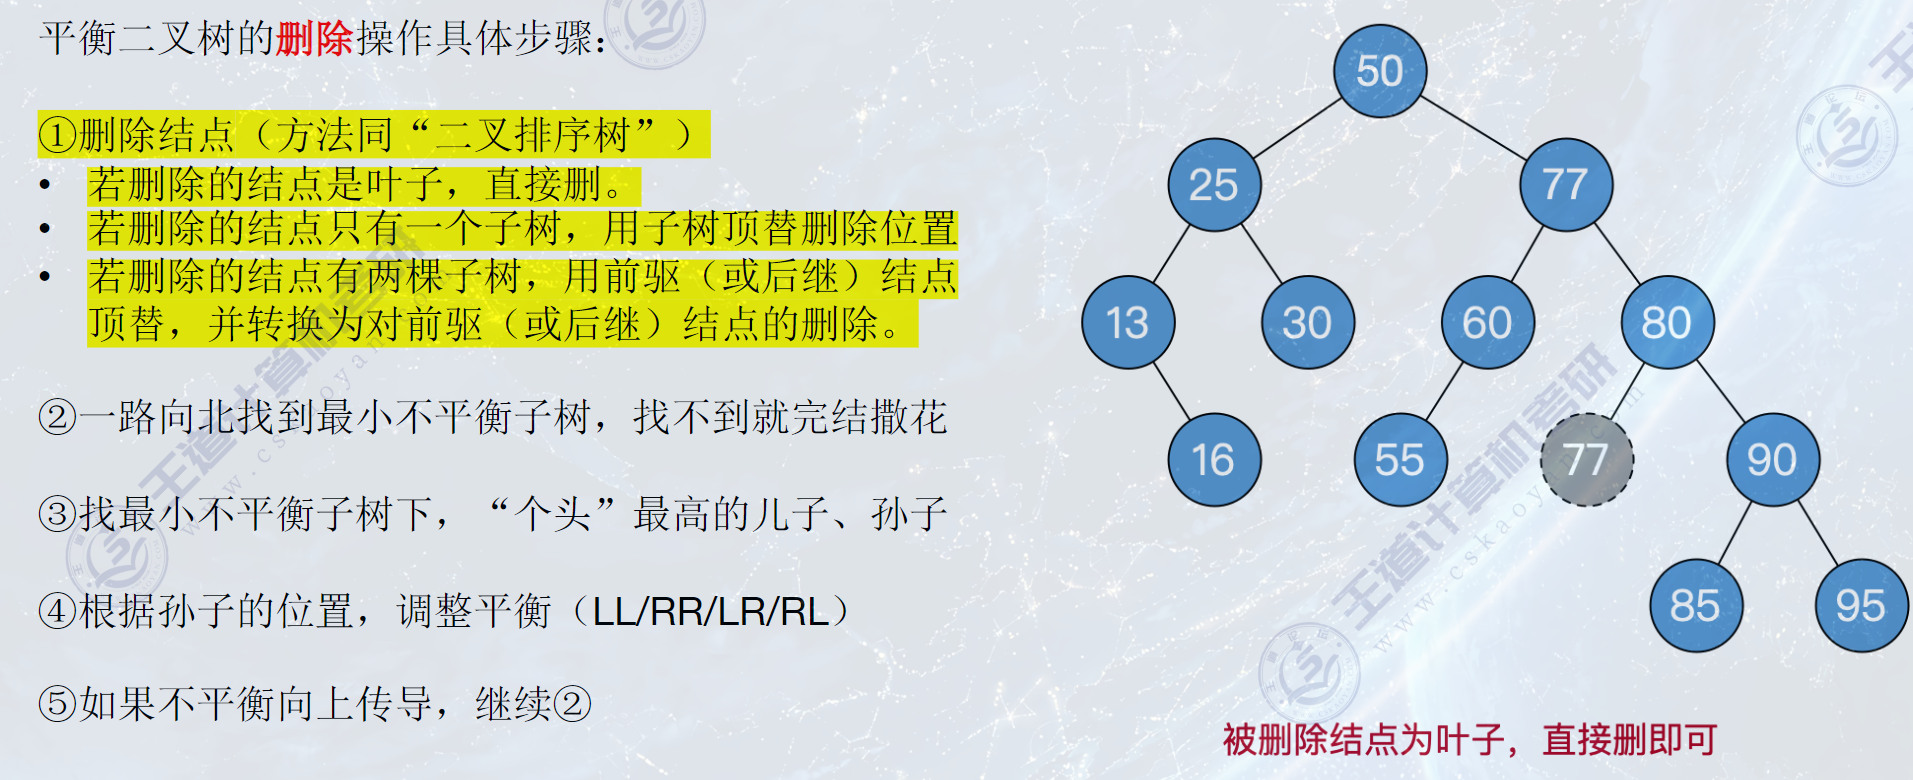 平衡二叉树的删除操作具体步骤：
①删除结点（方法同“二叉排序树”）
• 若删除的结点是叶子，直接删。
• 若删除的结点只有一个子树，用子树顶替删除位置
• 若删除的结点有两棵子树，用前驱（或后继）结点
顶替，并转换为对前驱（或后继）结点的删除。
②一路向北找到最小不平衡子树，找不到就完结撒花
③找最小不平衡子树下，“个头”最高的儿子、孙子
④根据孙子的位置，调整平衡（LL/RR/LR/RL）
⑤如果不平衡向上传导，继续②
50
25 77
13 30 60 80
16 55 77 90
85 95
被删除结点为叶子，直接删即可
王道计算机考研
www.cskaoyan.com
王道计算机考研
www.cskaoyan.com